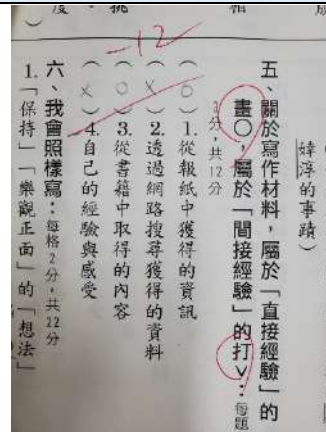 婞淳的事蹟）
五、關於寫作材料，屬於「直接經驗」的
畫○，屬於「間接經驗」的打ˇ：每題
3分，共12分
（○）1.從報紙中獲得的資訊
（×）2.透過網路搜尋獲得的資料
（○）3.從書籍中取得的內容
（×）4.自己的經驗與感受
-12
六、我會照樣寫：每格2分，共22分
1.「保持」「樂觀正面」的「想法」